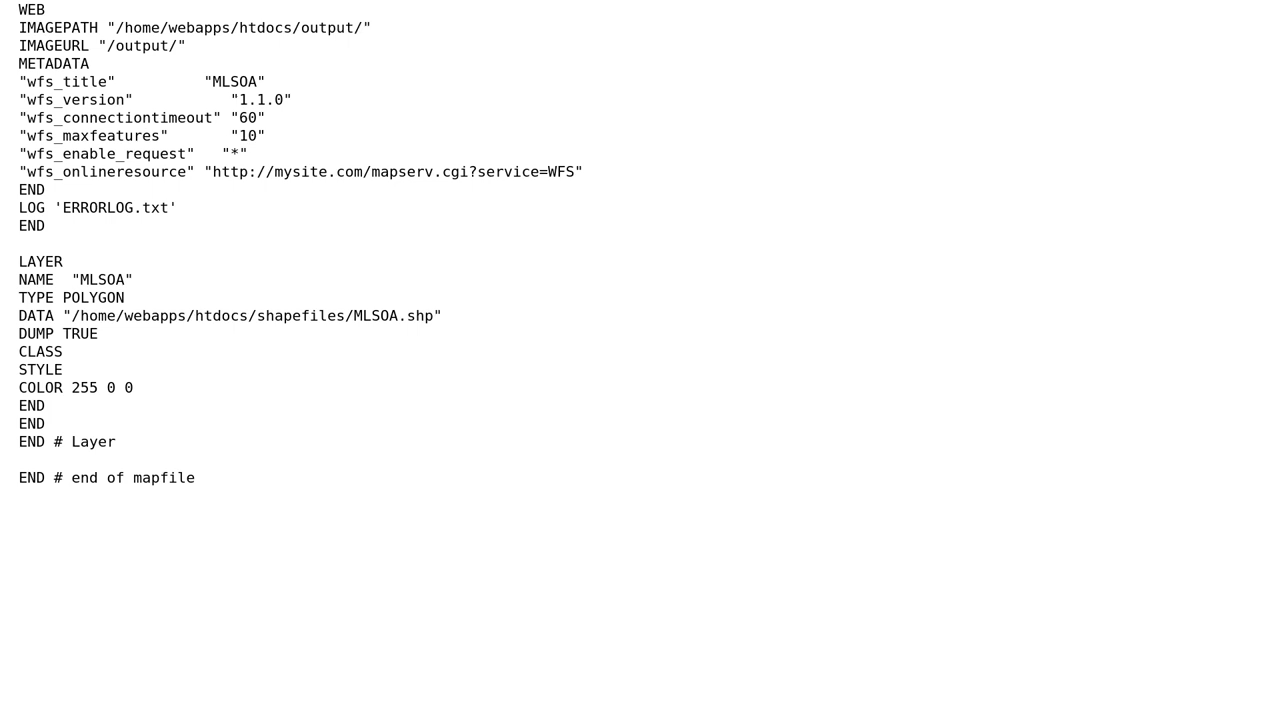 WEB
IMAGEPATH "/home/webapps/htdocs/output/"
IMAGEURL "/output/"
METADATA
"wfs_title"          "MLSOA"
"wfs_version"           "1.1.0"
"wfs_connectiontimeout" "60"
"wfs_maxfeatures"       "10"
"wfs_enable_request"   "*"
"wfs_onlineresource" "http://mysite.com/mapserv.cgi?service=WFS"
END
LOG 'ERRORLOG.txt'
END

LAYER
NAME  "MLSOA"
TYPE POLYGON
DATA "/home/webapps/htdocs/shapefiles/MLSOA.shp"
DUMP TRUE
CLASS
STYLE
COLOR 255 0 0
END
END
END # Layer

END # end of mapfile